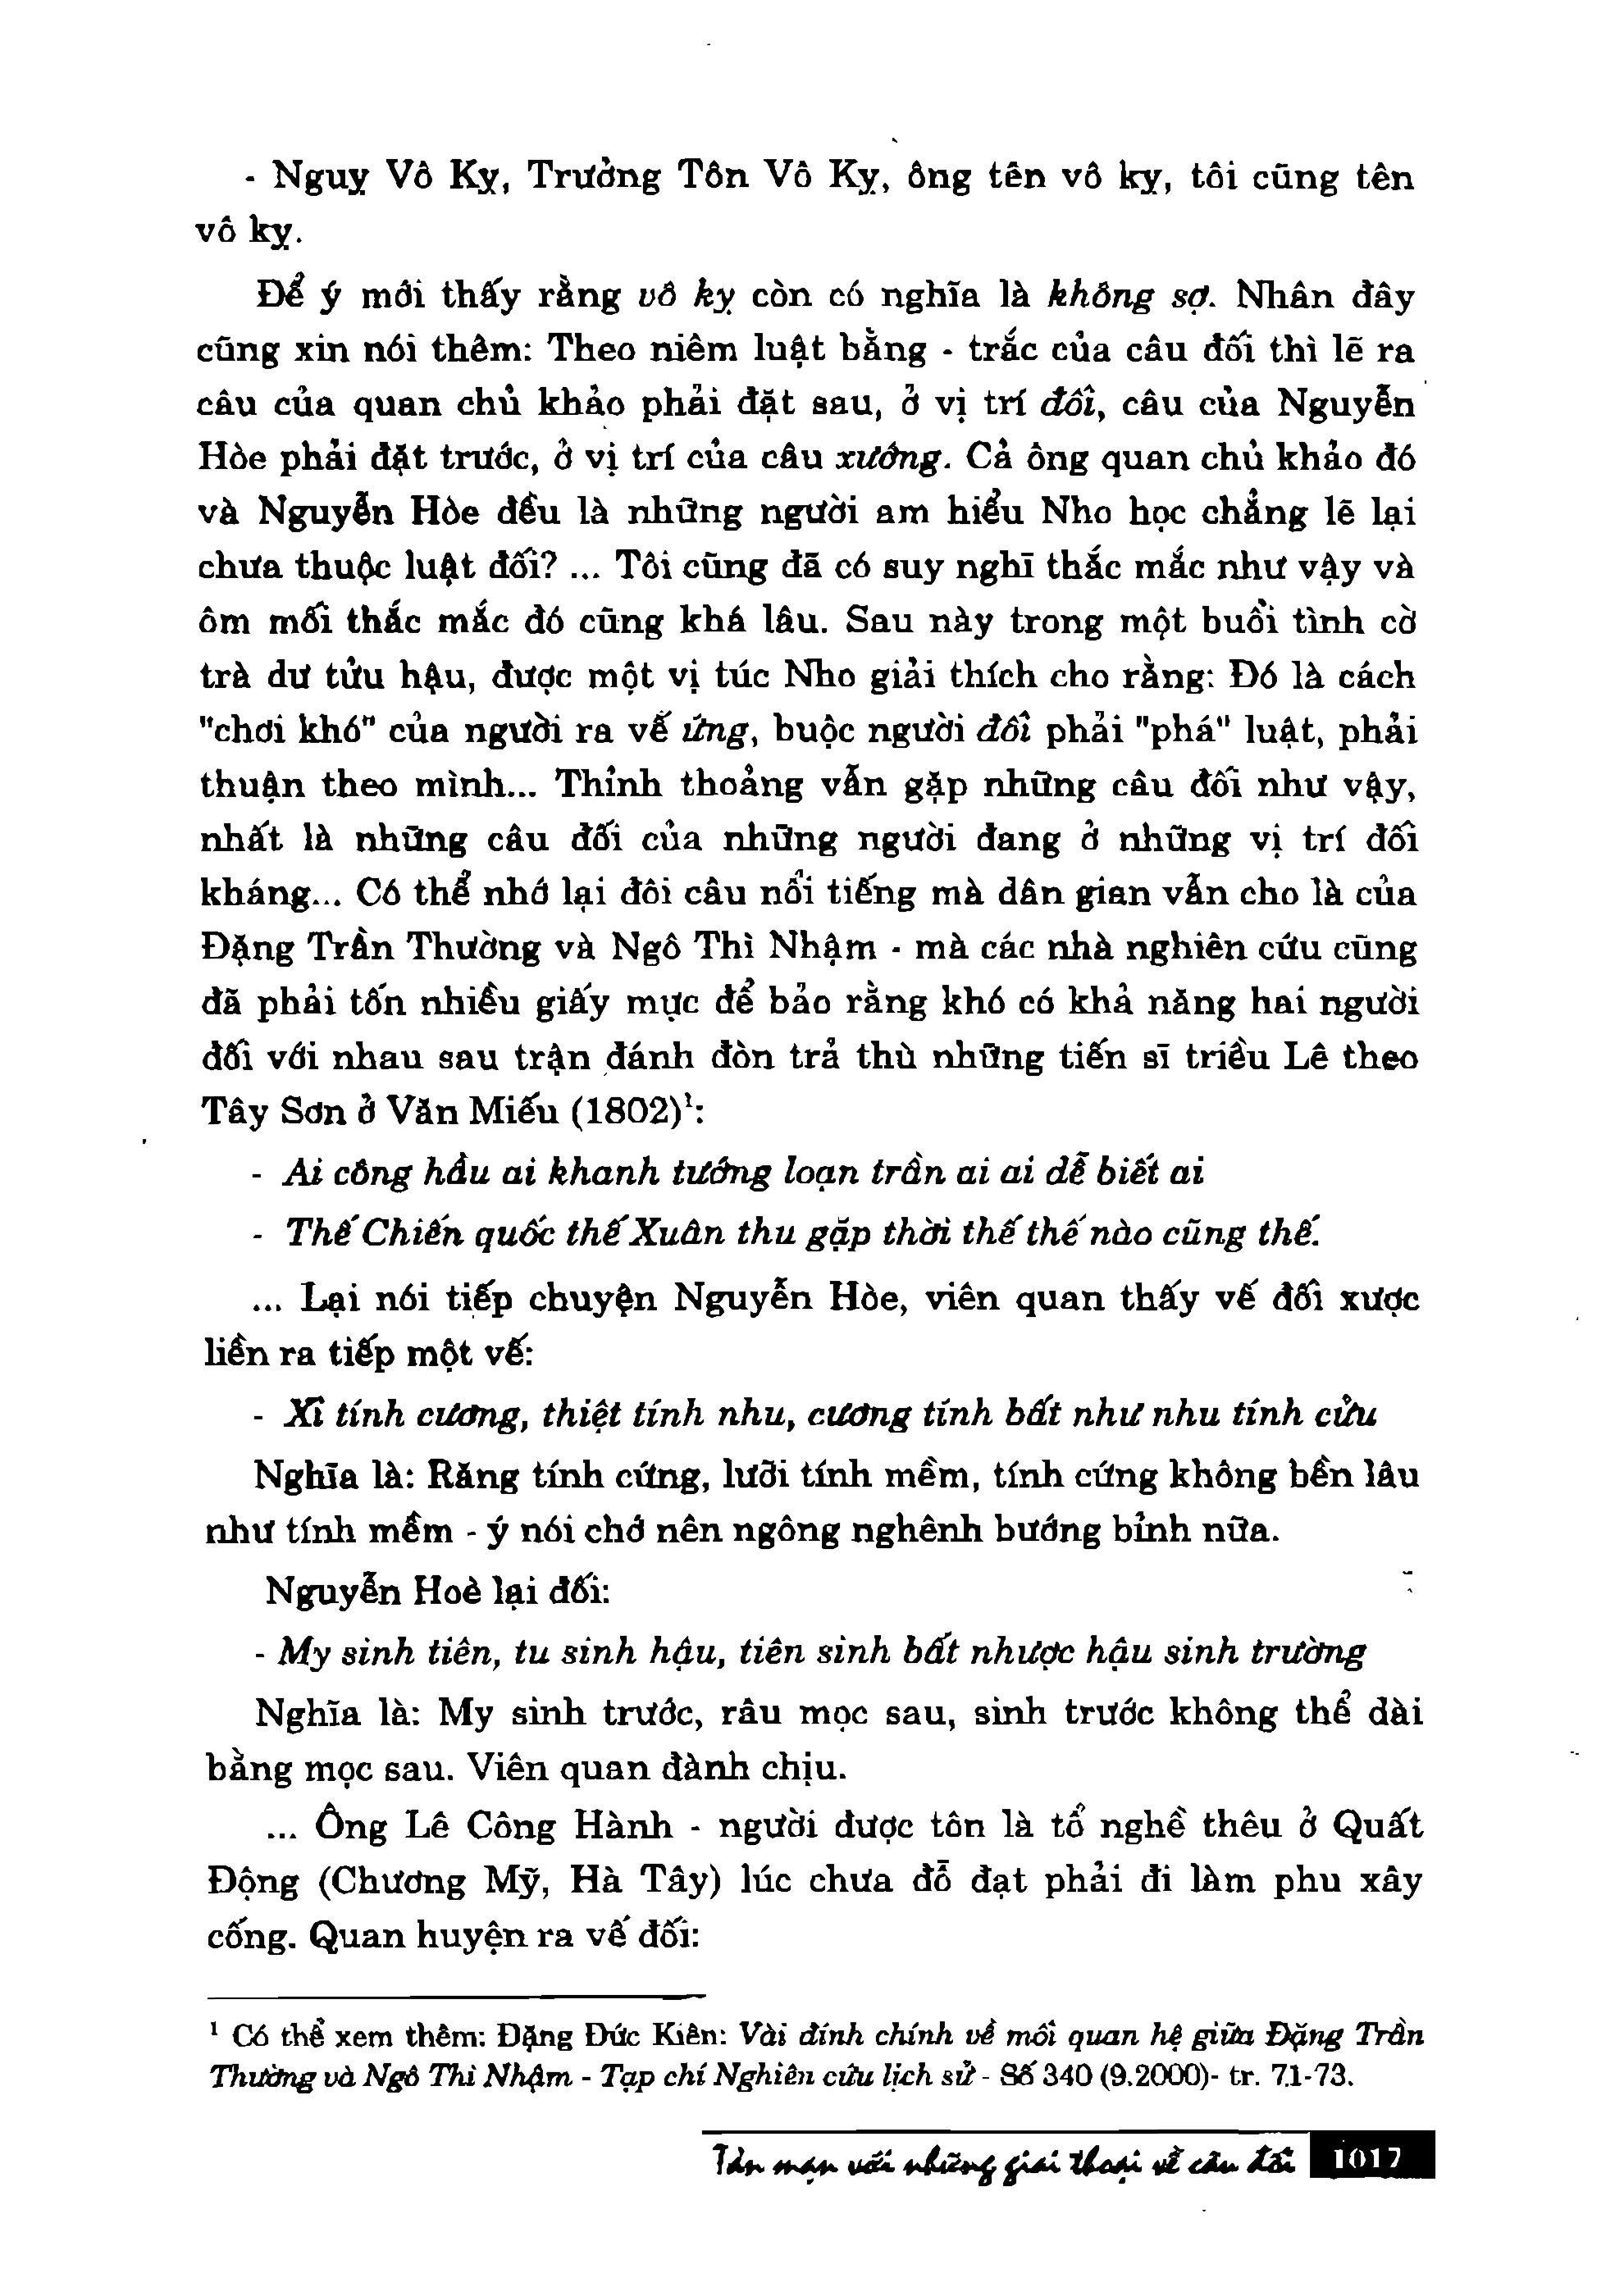 - Nguỵ Vô Kỵ, Trưởng Tôn Vô Kỵ, ông tên vô kỵ, tôi cũng tên
vô kỵ.
Để ý mới thấy rằng vô kỵ còn có nghĩa là không sợ. Nhân đây
cũng xin nói thêm: Theo niêm luật bằng - trắc của câu đối thì lẽ ra
câu của quan chủ khảo phải đặt sau, ở vị trí đối, câu của Nguyễn
Hòe phải đặt trước, ở vị trí của câu xướng. Cả ông quan chủ khảo đó
và Nguyễn Hòe đều là những người am hiểu Nho học chẳng lẽ lại
chưa thuộc luật đối? ... Tôi cũng đã có suy nghĩ thắc mắc như vậy và
ôm mối thắc mắc đó cũng khá lâu. Sau này trong một buổi tình cờ
trà dư tửu hậu, được một vị túc Nho giải thích cho rằng: Đó là cách
"chơi khó" của người ra vế ứng, buộc người đối phải "phá" luật, phải
thuận theo mình... Thỉnh thoảng vẫn gặp những câu đối như vậy,
nhất là những câu đối của những người đang ở những vị trí đối
kháng... Có thể nhớ lại đôi câu nổi tiếng mà dân gian vẫn cho là của
Đặng Trần Thường và Ngô Thì Nhậm - mà các nhà nghiên cứu cũng
đã phải tốn nhiều giấy mực để bảo rằng khó có khả năng hai người
đối với nhau sau trận đánh đòn trả thù những tiến sĩ triều Lê theo
Tây Sơn ở Văn Miếu (1802)¹:
- Ai công hầu ai khanh tướng loạn trần ai ai dễ biết ai
- Thế Chiến quốc thế Xuân thu gặp thời thế thế nào cũng thế.
... Lại nói tiếp chuyện Nguyễn Hòe, viên quan thấy vế đối xược
liền ra tiếp một vế:
- Xỉ tính cương, thiệt tính nhu, cương tính bất như nhu tính cửu
Nghĩa là: Răng tính cứng, lưỡi tính mềm, tính cứng không bền lâu
như tính mềm - ý nói chớ nên ngông nghênh bướng bỉnh nữa.
Nguyễn Hoè lại đối:
- My sinh tiên, tu sinh hậu, tiên sinh bất nhược hậu sinh trường
Nghĩa là: My sinh trước, râu mọc sau, sinh trước không thể dài
bằng mọc sau. Viên quan đành chịu.
... Ông Lê Công Hành - người được tôn là tổ nghề thêu ở Quất
Động (Chương Mỹ, Hà Tây) lúc chưa đỗ đạt phải đi làm phu xây
cống. Quan huyện ra vế đối:
¹ Có thể xem thêm: Đặng Đức Kiên: Vài đính chính về mối quan hệ giữa Đặng Trần
Thường và Ngô Thì Nhậm - Tạp chí Nghiên cứu lịch sử - Số 340 (9.2000)- tr. 71-73.
Tản mạn với những giai thoại về câu đối 1017